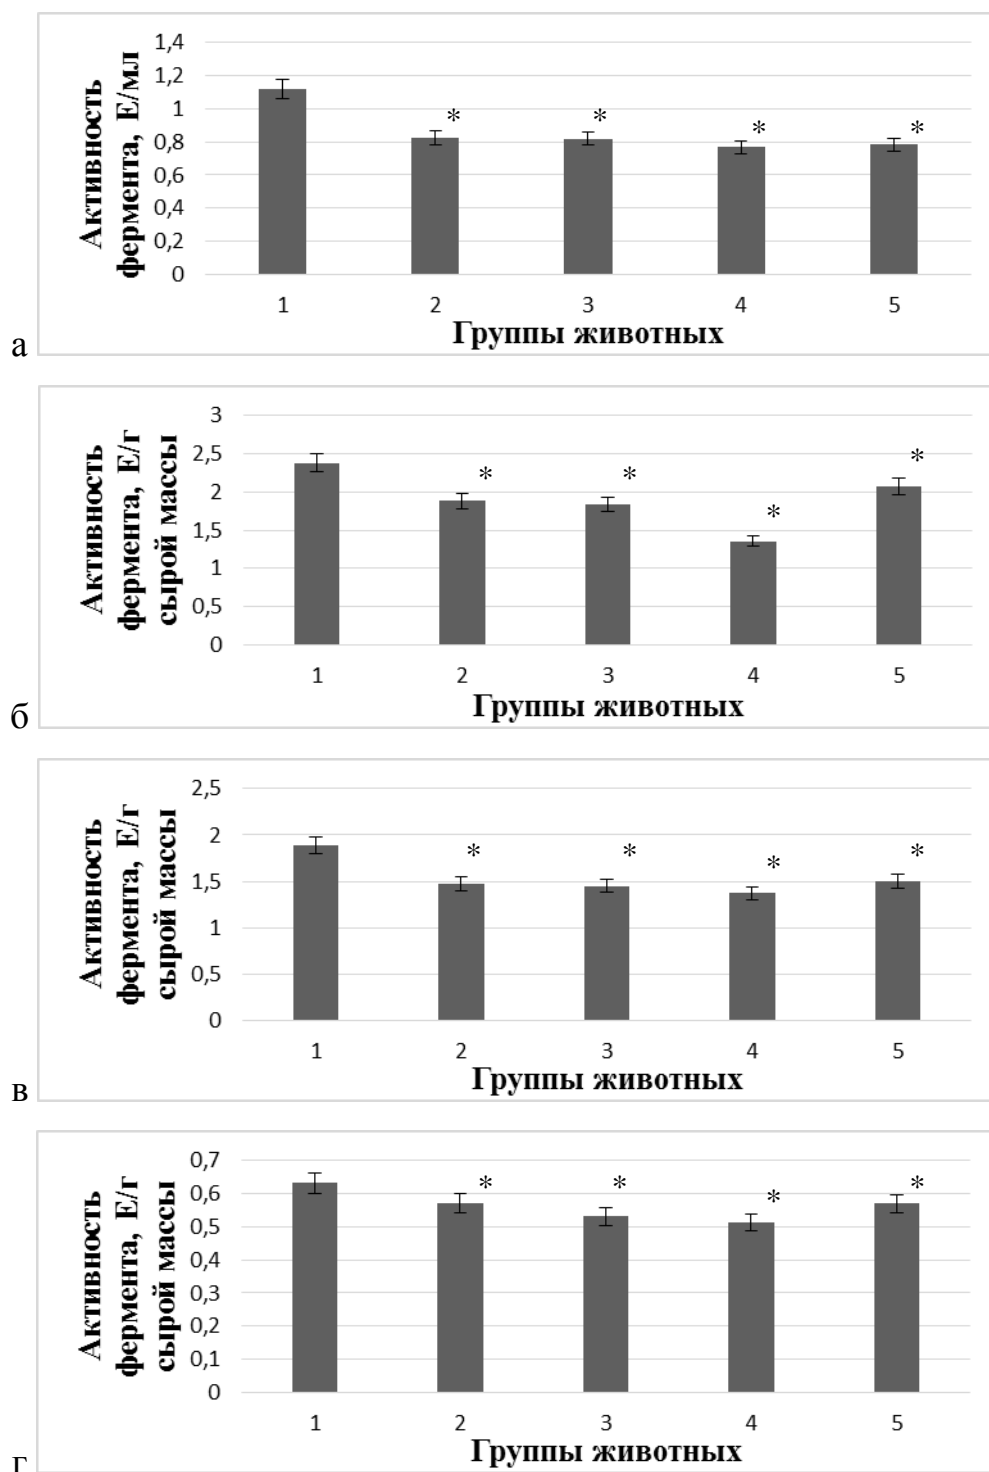 Активность
фермента, Е/мл
1,4
1,2
1
0,8
0,6
0,4
0,2
0
* * * *
1 2 3 4 5
Группы животных
а
Активность
фермента, Е/г
сырой массы
3
2,5
2
1,5
1
0,5
0
* * * *
1 2 3 4 5
Группы животных
б
Активность
фермента, Е/г
сырой массы
2,5
2
1,5
1
0,5
0
* * * *
1 2 3 4 5
Группы животных
в
Активность
фермента, Е/г
сырой массы
0,7
0,6
0,5
0,4
0,3
0,2
0,1
0
* * * *
1 2 3 4 5
Группы животных
г